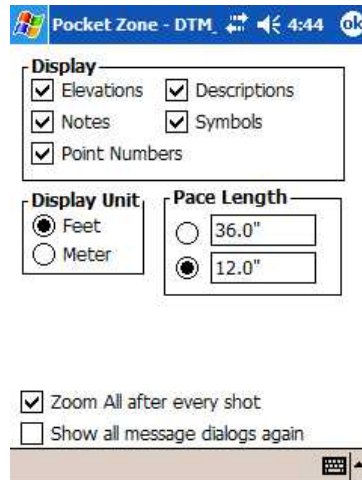 Pocket Zone - DTM_ 4:44 ok
Display
Elevations Descriptions
Notes Symbols
Point Numbers
Display Unit Pace Length
Feet 36.0"
Meter 12.0"
Zoom All after every shot
Show all message dialogs again